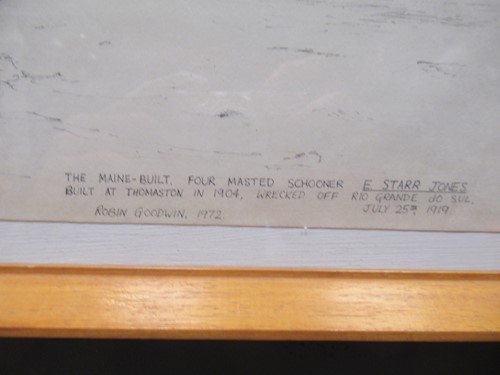 THE MAINE-BUILT, FOUR MASTED SCHOONER E STARR JONES
BUILT AT THOMASTON IN 1904, WRECKED OFF RIO GRANDE do SUL,
JULY 25TH, 1919.
ROBIN GOODWIN, 1972.